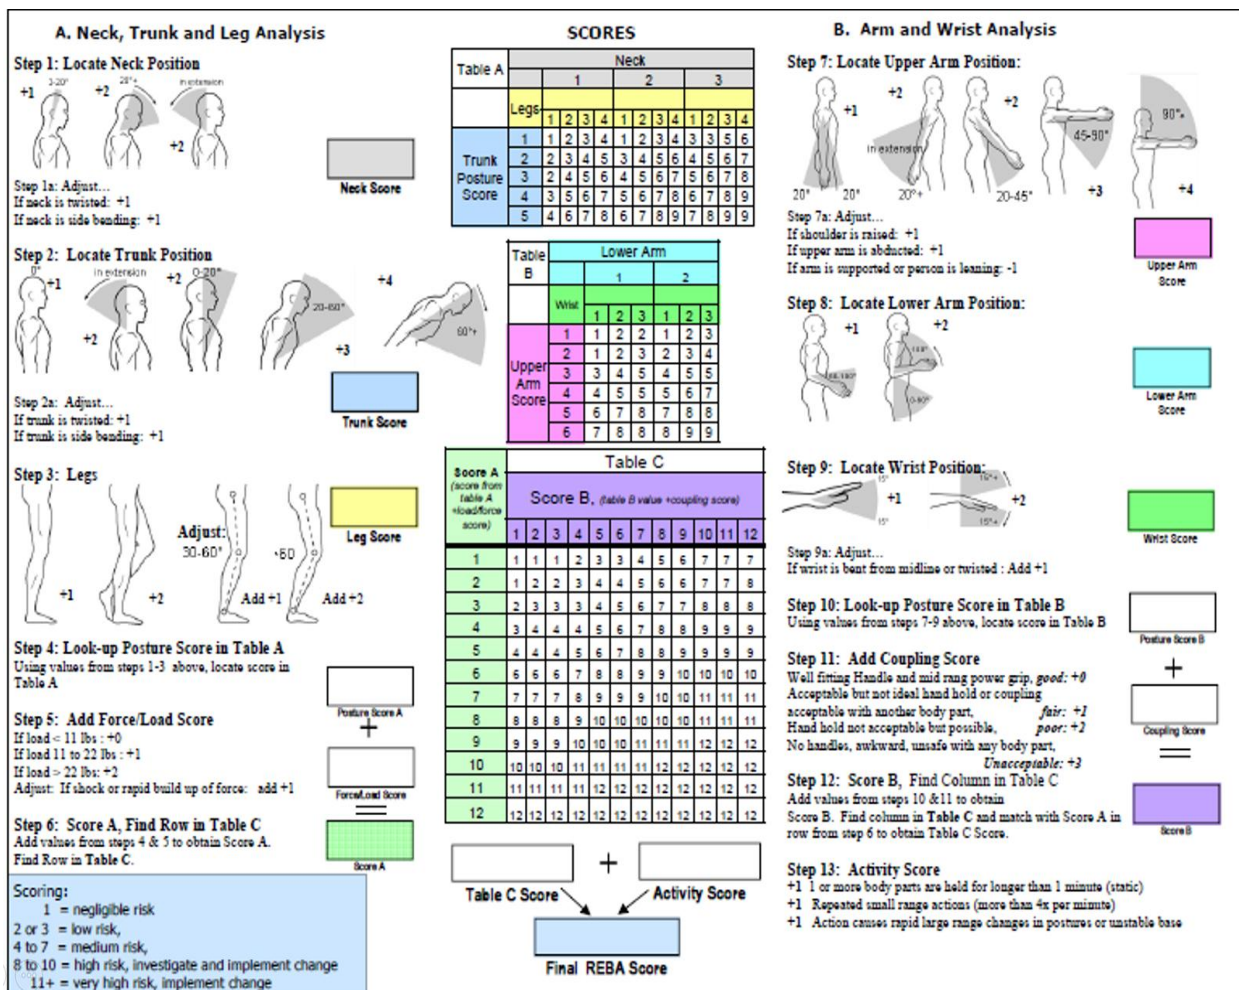 A. Neck, Trunk and Leg Analysis
Step 1: Locate Neck Position
+1
0-20°
+2
20°+
in extension
+2
Neck Score
Step 1a: Adjust…
If neck is twisted: +1
If neck is side bending: +1
Step 2: Locate Trunk Position
0°
+1
in extension
+2
+2
0-20°
20-60°
+3
+4
60°+
Trunk Score
Step 2a: Adjust…
If trunk is twisted: +1
If trunk is side bending: +1
Step 3: Legs
+1
+2
Adjust:
30-60°
Add +1
+60
Add +2
Leg Score
Step 4: Look-up Posture Score in Table A
Using values from steps 1-3 above, locate score in
Table A
Posture Score A
+
Step 5: Add Force/Load Score
If load < 11 lbs : +0
If load 11 to 22 lbs : +1
If load > 22 lbs: +2
Adjust: If shock or rapid build up of force: add +1
Force/Load Score
=
Step 6: Score A, Find Row in Table C
Add values from steps 4 & 5 to obtain Score A.
Find Row in Table C.
Score A
Scoring:
1 = negligible risk
2 or 3 = low risk,
4 to 7 = medium risk,
8 to 10 = high risk, investigate and implement change
11+ = very high risk, implement change
SCORES
Table A
Neck
1 2 3
Legs
1 2 3 4 1 2 3 4 1 2 3 4
Trunk Posture Score
1 1 2 3 4 1 2 3 4 3 3 5 6
2 2 3 4 5 3 4 5 6 4 5 6 7
3 2 4 5 6 4 5 6 7 5 6 7 8
4 3 5 6 7 5 6 7 8 6 7 8 9
5 4 6 7 8 6 7 8 9 7 8 9 9
Table B
Lower Arm
1 2
Wrist
1 2 3 1 2 3
Upper Arm Score
1 1 2 2 1 2 3
2 1 2 3 2 3 4
3 3 4 5 4 5 5
4 4 5 5 5 6 7
5 6 7 8 7 8 8
6 7 8 8 8 9 9
Score A
(score from table A +load/force score)
Table C
Score B, (table B value +coupling score)
1 2 3 4 5 6 7 8 9 10 11 12
1 1 1 1 2 3 3 4 5 6 7 7 7
2 1 2 2 3 4 4 5 6 6 7 7 8
3 2 3 3 3 4 5 6 7 7 8 8 8
4 3 4 4 4 5 6 7 8 8 9 9 9
5 4 4 4 5 6 7 8 8 9 9 9 9
6 6 6 6 7 8 8 9 9 10 10 10 10
7 7 7 7 8 9 9 9 10 10 11 11 11
8 8 8 8 9 10 10 10 10 10 11 11 11
9 9 9 9 10 10 10 11 11 11 12 12 12
10 10 10 10 11 11 11 11 12 12 12 12 12
11 11 11 11 11 12 12 12 12 12 12 12 12
12 12 12 12 12 12 12 12 12 12 12 12 12
Table C Score
+
Activity Score
Final REBA Score
B. Arm and Wrist Analysis
Step 7: Locate Upper Arm Position:
+1
20° 20°
+2
in extension
20°+
+2
20-45°
45-90°
+3
90°+
+4
Step 7a: Adjust…
If shoulder is raised: +1
If upper arm is abducted: +1
If arm is supported or person is leaning: -1
Upper Arm
Score
Step 8: Locate Lower Arm Position:
+1
+2
Lower Arm
Score
Step 9: Locate Wrist Position:
15°
+1
15°
15°+
+2
15°+
Wrist Score
Step 9a: Adjust…
If wrist is bent from midline or twisted : Add +1
Step 10: Look-up Posture Score in Table B
Using values from steps 7-9 above, locate score in Table B
Posture Score B
+
Step 11: Add Coupling Score
Well fitting Handle and mid rang power grip, good: +0
Acceptable but not ideal hand hold or coupling
acceptable with another body part, fair: +1
Hand hold not acceptable but possible, poor: +2
No handles, awkward, unsafe with any body part,
Unacceptable: +3
Coupling Score
=
Step 12: Score B, Find Column in Table C
Add values from steps 10 &11 to obtain
Score B. Find column in Table C and match with Score A in
row from step 6 to obtain Table C Score.
Score B
Step 13: Activity Score
+1 1 or more body parts are held for longer than 1 minute (static)
+1 Repeated small range actions (more than 4x per minute)
+1 Action causes rapid large range changes in postures or unstable base